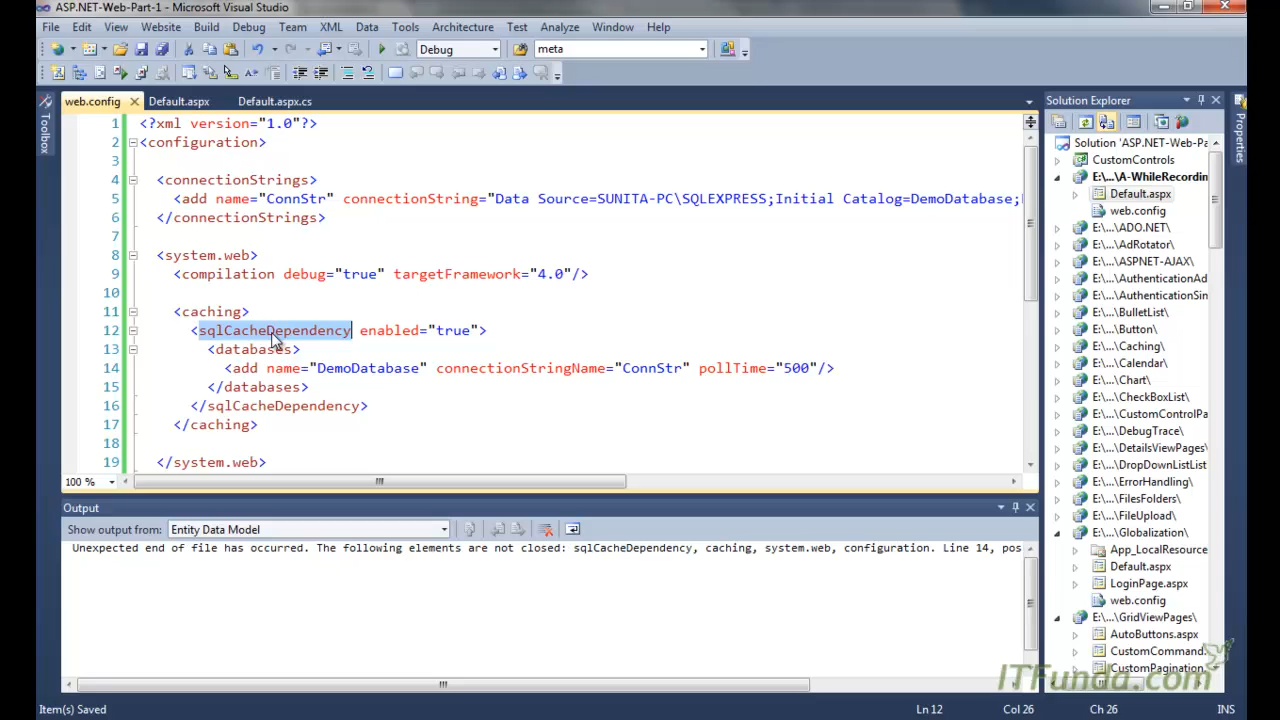 ASP.NET-Web-Part-1 - Microsoft Visual Studio
File Edit View Website Build Debug Team XML Data Tools Architecture Test Analyze Window Help
Debug meta
web.config Default.aspx Default.aspx.cs
Toolbox
1 <?xml version="1.0"?>
2 <configuration>
3
4 <connectionStrings>
5 <add name="ConnStr" connectionString="Data Source=SUNITA-PC\SQLEXPRESS;Initial Catalog=DemoDatabase;
6 </connectionStrings>
7
8 <system.web>
9 <compilation debug="true" targetFramework="4.0"/>
10
11 <caching>
12 <sqlCacheDependency enabled="true">
13 <databases>
14 <add name="DemoDatabase" connectionStringName="ConnStr" pollTime="500"/>
15 </databases>
16 </sqlCacheDependency>
17 </caching>
18
19 </system.web>
100 %
Output
Show output from: Entity Data Model
Unexpected end of file has occurred. The following elements are not closed: sqlCacheDependency, caching, system.web, configuration. Line 14, pos
Solution Explorer
Solution 'ASP.NET-Web-Pa
CustomControls
E:\...\A-WhileRecordin
Default.aspx
web.config
E:\...\ADO.NET\
E:\...\AdRotator\
E:\...\ASPNET-AJAX\
E:\...\AuthenticationAd
E:\...\AuthenticationSin
E:\...\BulletList\
E:\...\Button\
E:\...\Caching\
E:\...\Calendar\
E:\...\Chart\
E:\...\CheckBoxList\
E:\...\CustomControlPa
E:\...\DebugTrace\
E:\...\DetailsViewPages\
E:\...\DropDownListList
E:\...\ErrorHandling\
E:\...\FilesFolders\
E:\...\FileUpload\
E:\...\Globalization\
App_LocalResource
Default.aspx
LoginPage.aspx
web.config
E:\...\GridViewPages\
AutoButtons.aspx
CustomCommand.
CustomPagination.
Properties
ITFunda.com
Item(s) Saved Ln 12 Col 26 Ch 26 INS